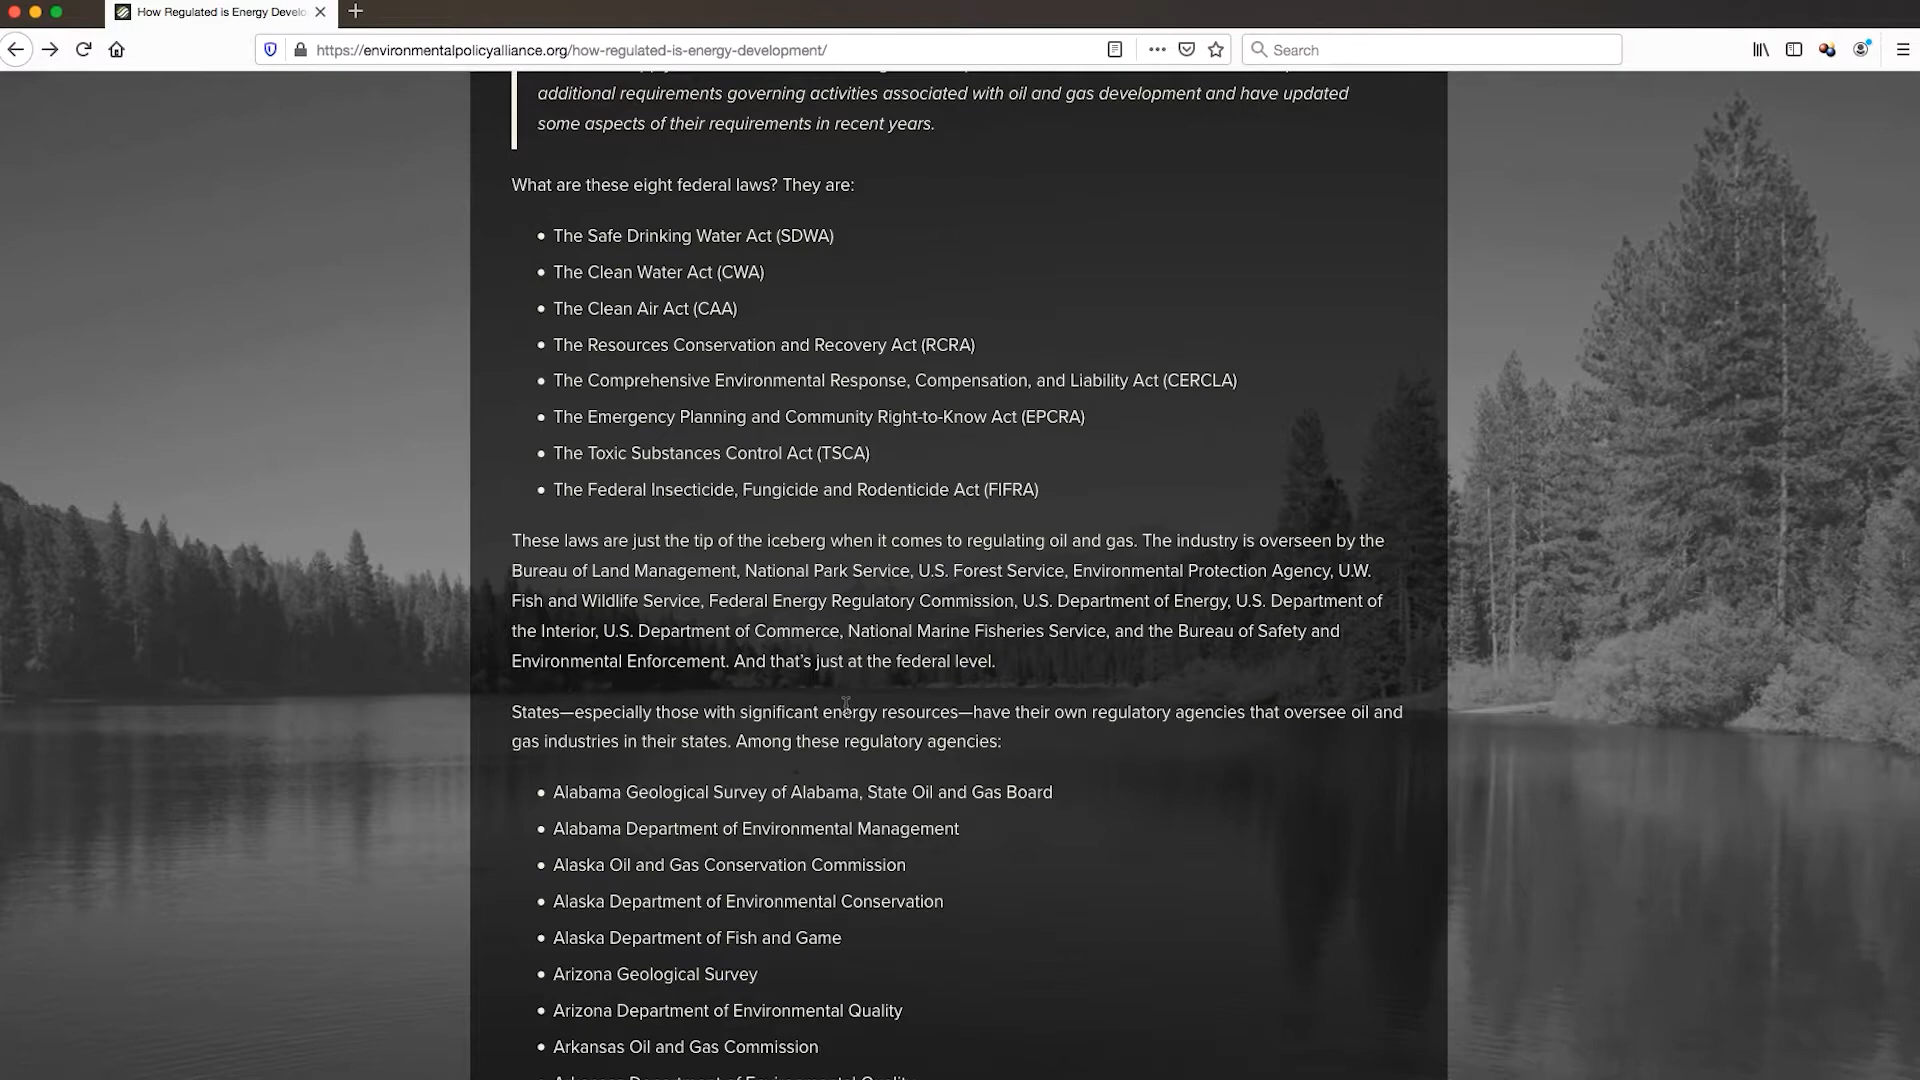 How Regulated is Energy Develo
https://environmentalpolicyalliance.org/how-regulated-is-energy-development/
Search
additional requirements governing activities associated with oil and gas development and have updated
some aspects of their requirements in recent years.
What are these eight federal laws? They are:
• The Safe Drinking Water Act (SDWA)
• The Clean Water Act (CWA)
• The Clean Air Act (CAA)
• The Resources Conservation and Recovery Act (RCRA)
• The Comprehensive Environmental Response, Compensation, and Liability Act (CERCLA)
• The Emergency Planning and Community Right-to-Know Act (EPCRA)
• The Toxic Substances Control Act (TSCA)
• The Federal Insecticide, Fungicide and Rodenticide Act (FIFRA)
These laws are just the tip of the iceberg when it comes to regulating oil and gas. The industry is overseen by the
Bureau of Land Management, National Park Service, U.S. Forest Service, Environmental Protection Agency, U.W.
Fish and Wildlife Service, Federal Energy Regulatory Commission, U.S. Department of Energy, U.S. Department of
the Interior, U.S. Department of Commerce, National Marine Fisheries Service, and the Bureau of Safety and
Environmental Enforcement. And that’s just at the federal level.
States—especially those with significant energy resources—have their own regulatory agencies that oversee oil and
gas industries in their states. Among these regulatory agencies:
• Alabama Geological Survey of Alabama, State Oil and Gas Board
• Alabama Department of Environmental Management
• Alaska Oil and Gas Conservation Commission
• Alaska Department of Environmental Conservation
• Alaska Department of Fish and Game
• Arizona Geological Survey
• Arizona Department of Environmental Quality
• Arkansas Oil and Gas Commission